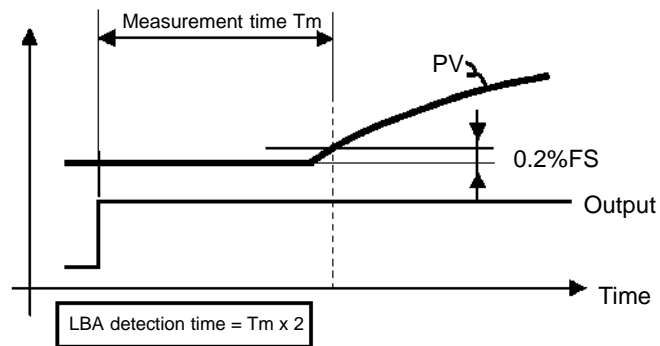 Measurement time Tm
PV
0.2%FS
Output
Time
LBA detection time = Tm x 2